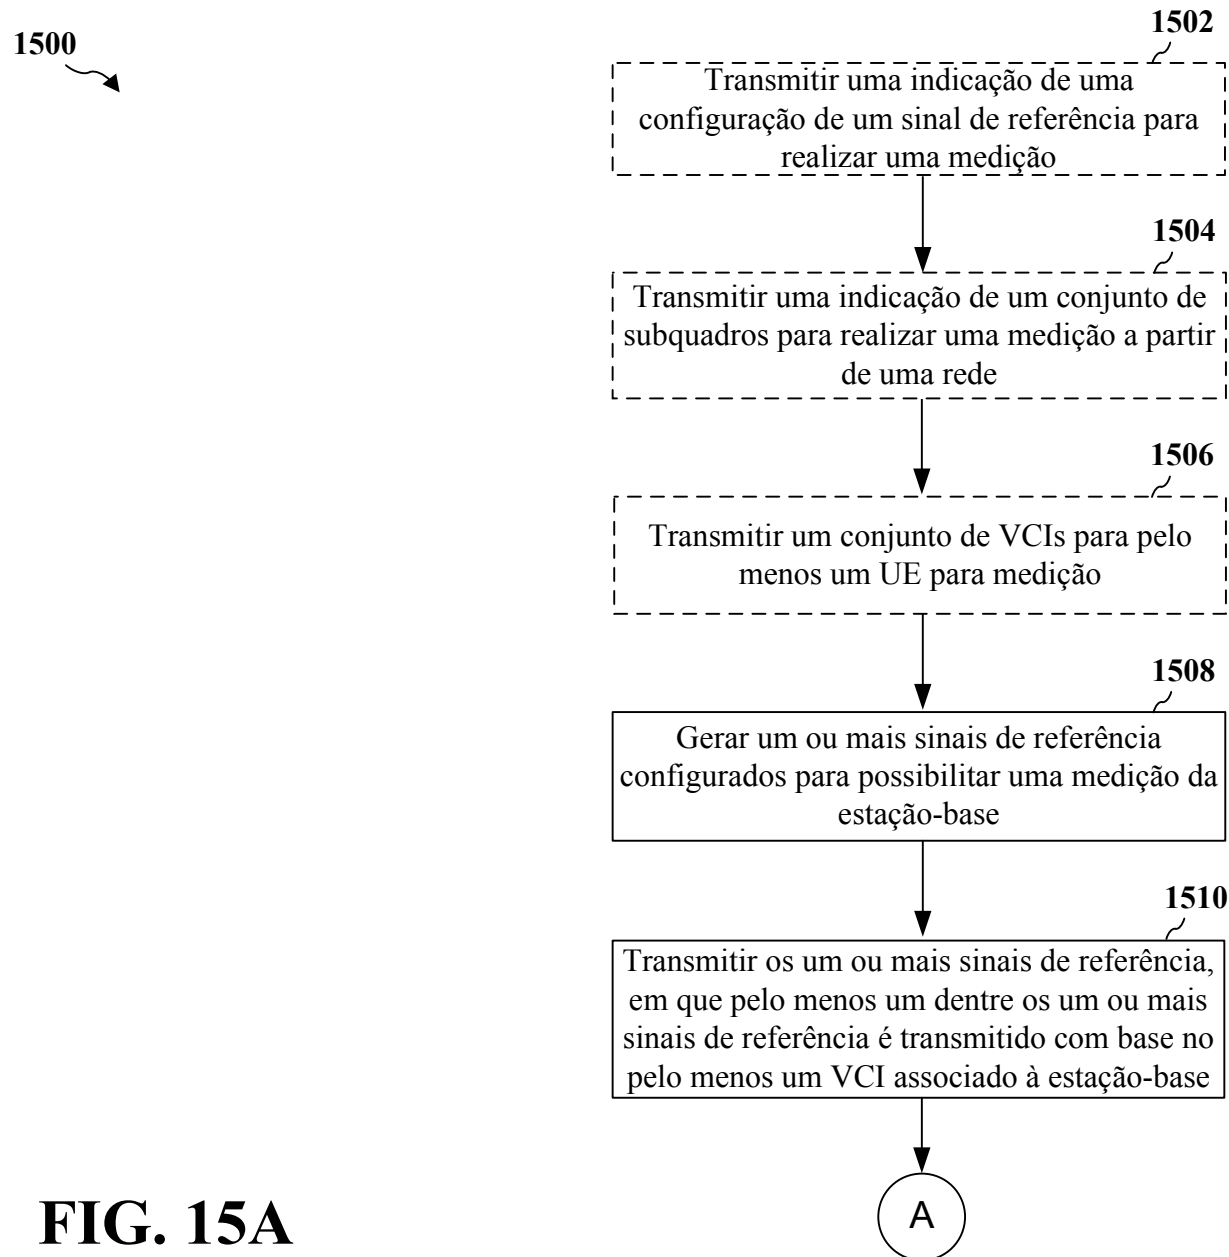 1500
1502
Transmitir uma indicação de uma
configuração de um sinal de referência para
realizar uma medição
1504
Transmitir uma indicação de um conjunto de
subquadros para realizar uma medição a partir
de uma rede
1506
Transmitir um conjunto de VCIs para pelo
menos um UE para medição
1508
Gerar um ou mais sinais de referência
configurados para possibilitar uma medição da
estação-base
1510
Transmitir os um ou mais sinais de referência,
em que pelo menos um dentre os um ou mais
sinais de referência é transmitido com base no
pelo menos um VCI associado à estação-base
A
FIG. 15A